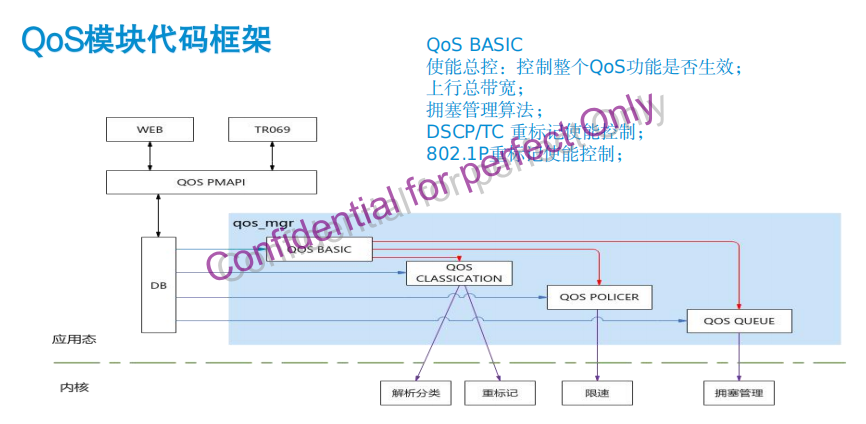 QoS模块代码框架
QoS BASIC
使能总控：控制整个QoS功能是否生效；
上行总带宽；
拥塞管理算法；
DSCP/TC 重标记使能控制；
802.1P重标记使能控制；
Confidential for perfect Only
WEB
TR069
QOS PMAPI
qos_mgr
DB
QOS BASIC
QOS
CLASSICATION
QOS POLICER
QOS QUEUE
应用态
内核
解析分类
重标记
限速
拥塞管理